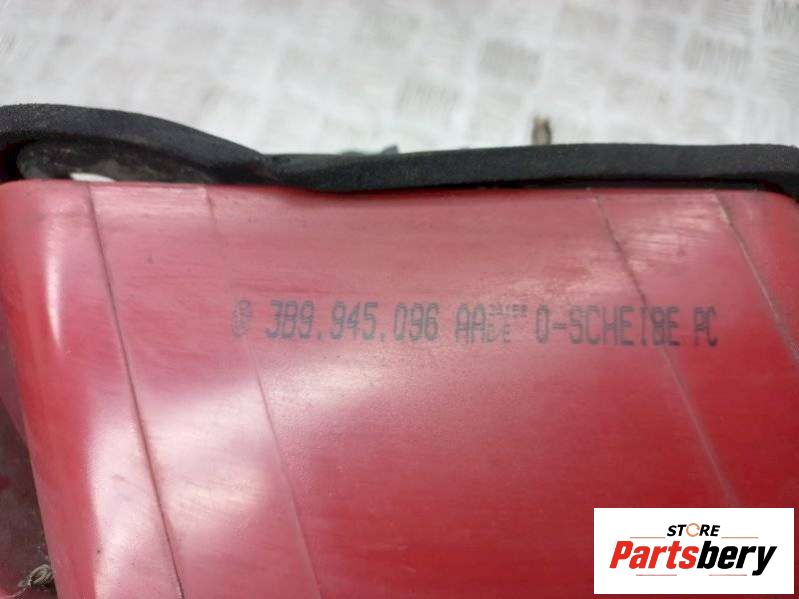 3B9.945.096 AA O-SCHEIBE PC
STORE
Partsbery